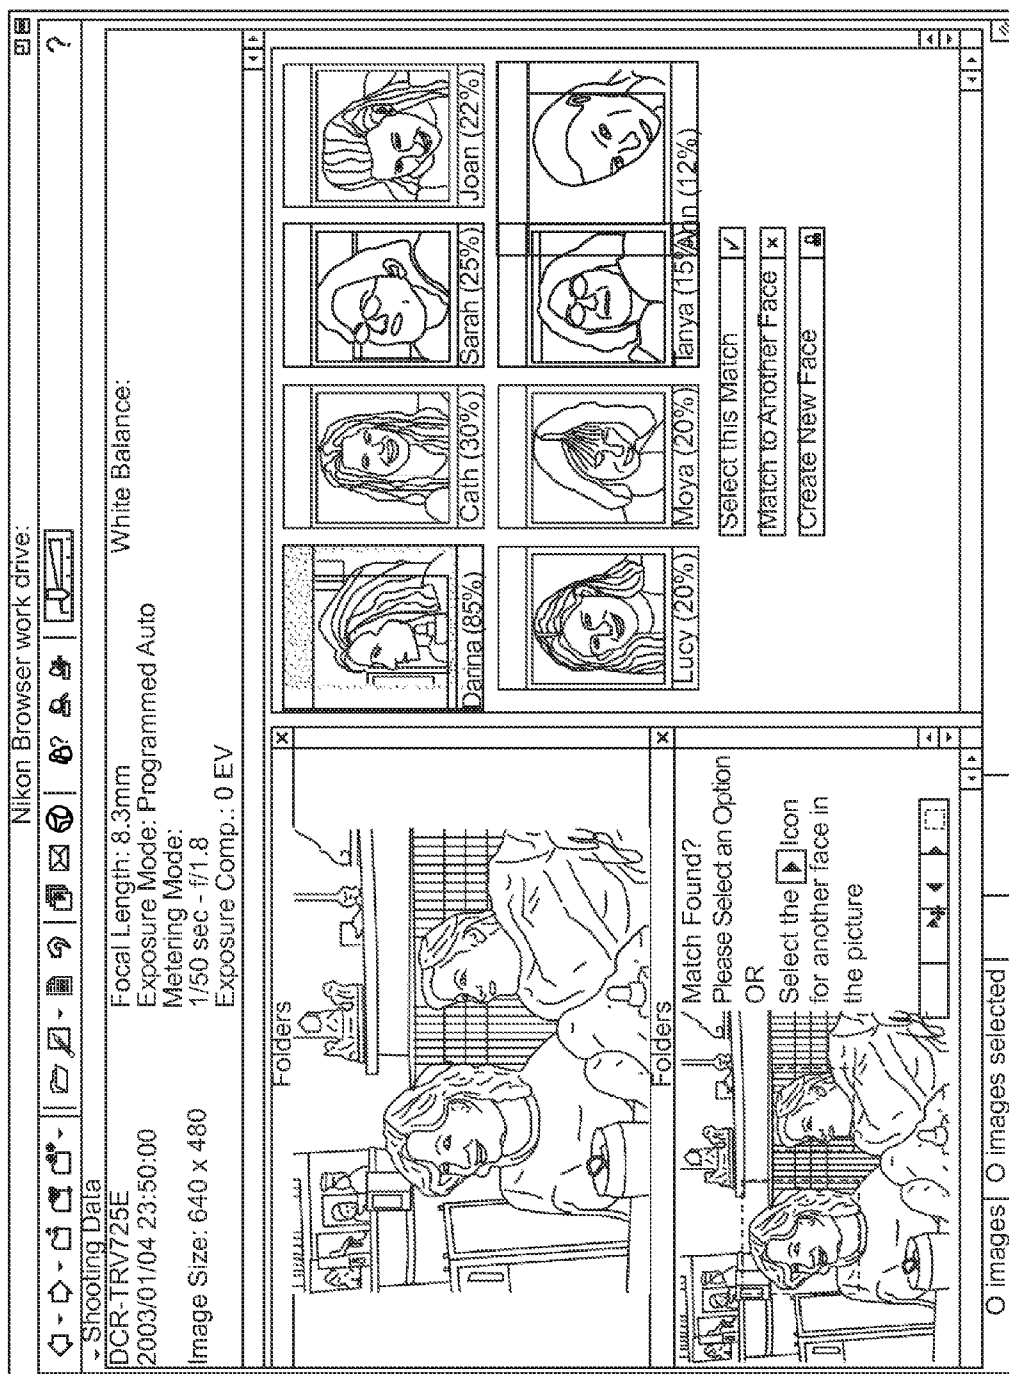 Nikon Browser work drive:
?
Shooting Data
DCR-TRV725E
2003/01/04 23:50:00
Image Size: 640 x 480
Focal Length: 8.3mm
Exposure Mode: Programmed Auto
Metering Mode:
1/50 sec - f/1.8
Exposure Comp.: 0 EV
White Balance:
Folders
Folders
Match Found?
Please Select an Option
OR
Select the Icon
for another face in
the picture
Darina (85%)
Cath (30%)
Sarah (25%)
Joan (22%)
Lucy (20%)
Moya (20%)
Tanya (15%)
Ann (12%)
Select this Match
Match to Another Face
Create New Face
O images
O images selected